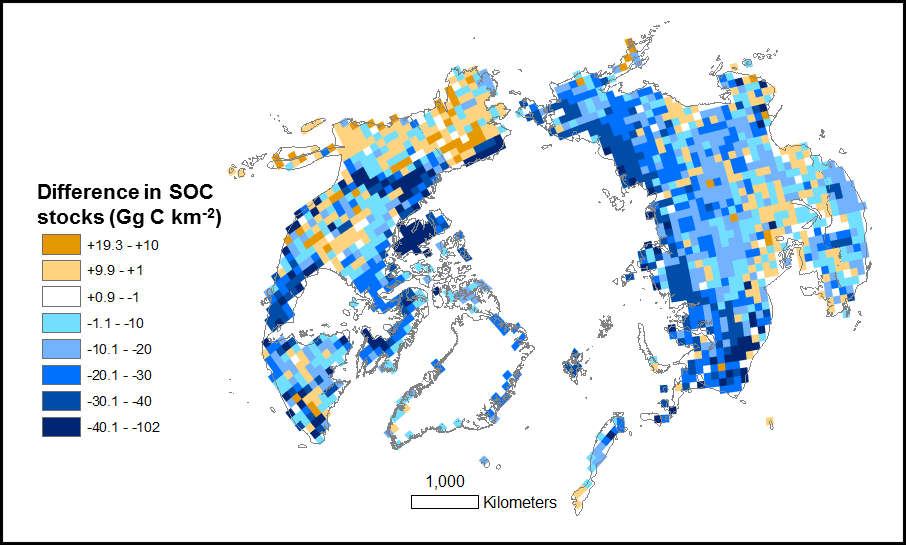 Difference in SOC
stocks (Gg C km-2)
+19.3 - +10
+9.9 - +1
+0.9 - -1
-1.1 - -10
-10.1 - -20
-20.1 - -30
-30.1 - -40
-40.1 - -102
1,000
Kilometers